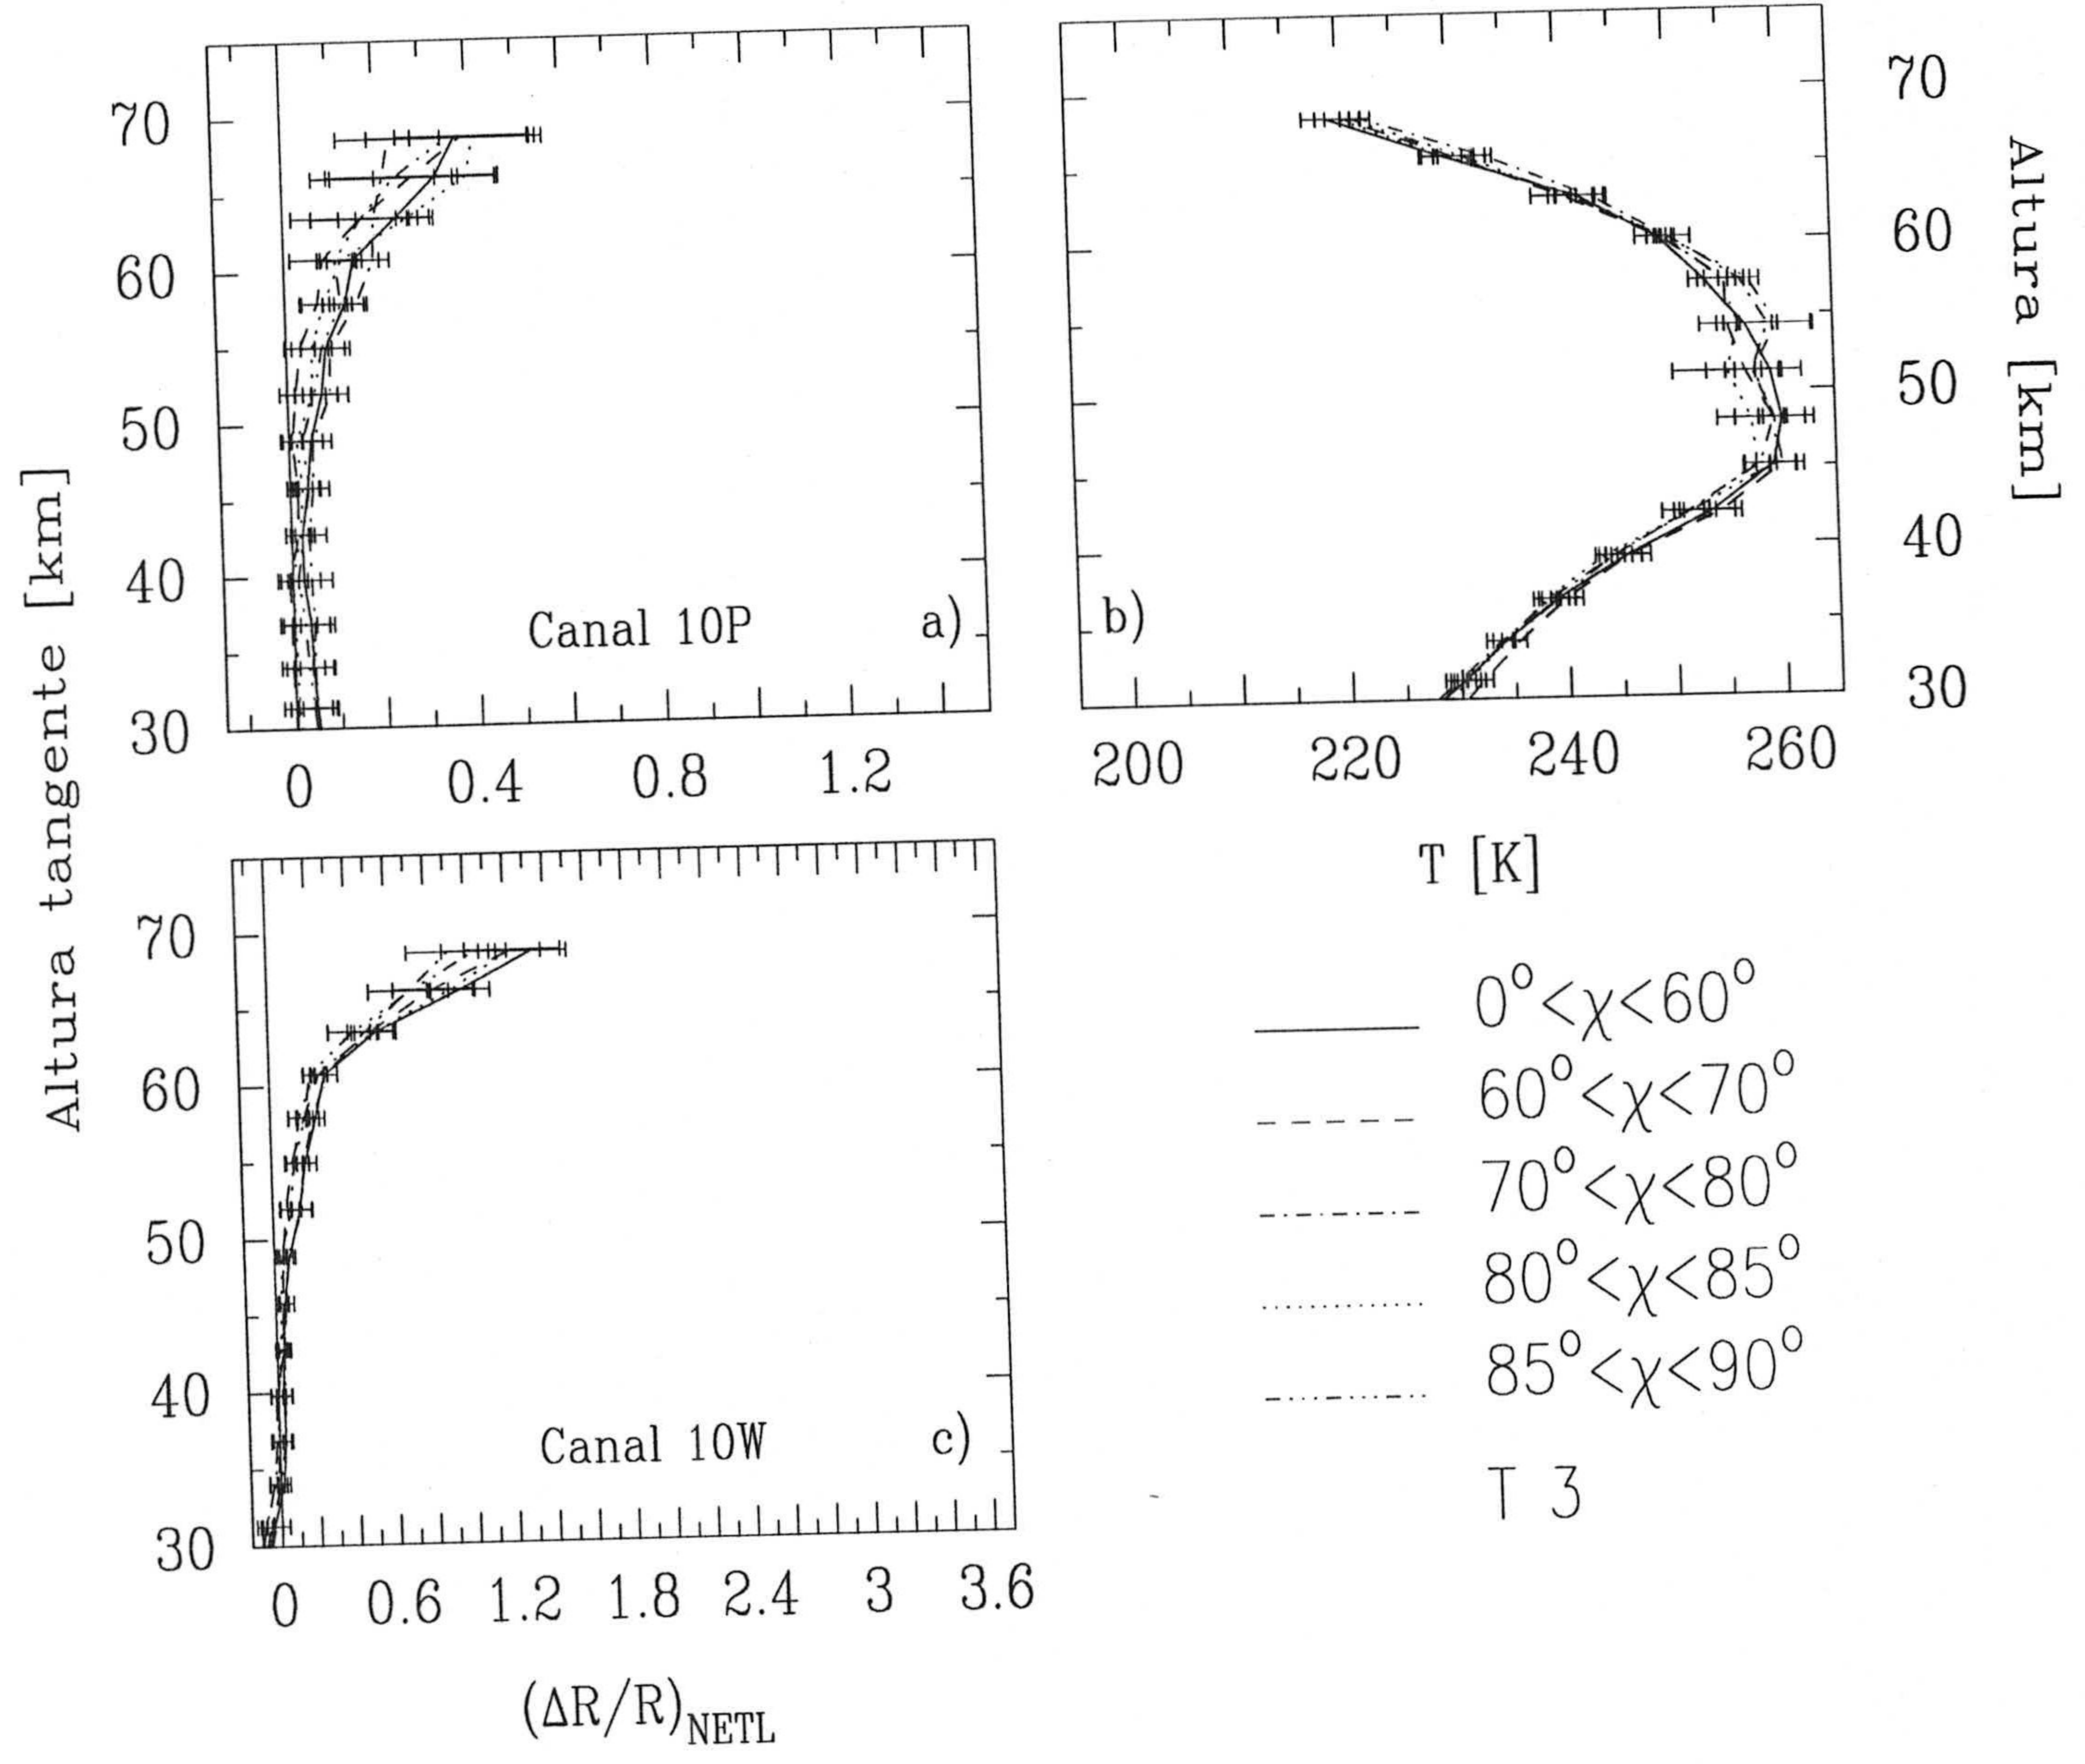 Altura tangente [km]
70
60
50
40
30
Canal 10P
a)
0 0.4 0.8 1.2
b)
70
60
50
40
30
Altura [km]
200 220 240 260
T [K]
70
60
50
40
30
Canal 10W
c)
0 0.6 1.2 1.8 2.4 3 3.6
(ΔR/R)NETL
0°<χ<60°
60°<χ<70°
70°<χ<80°
80°<χ<85°
85°<χ<90°
T 3